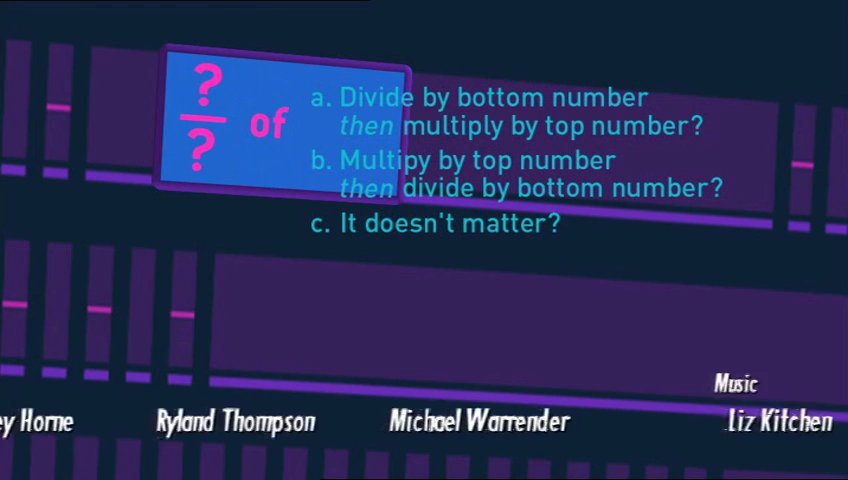 ?
? of
a. Divide by bottom number
then multiply by top number?
b. Multipy by top number
then divide by bottom number?
c. It doesn't matter?
Music
Horne Ryland Thompson Michael Warrender Liz Kitchen